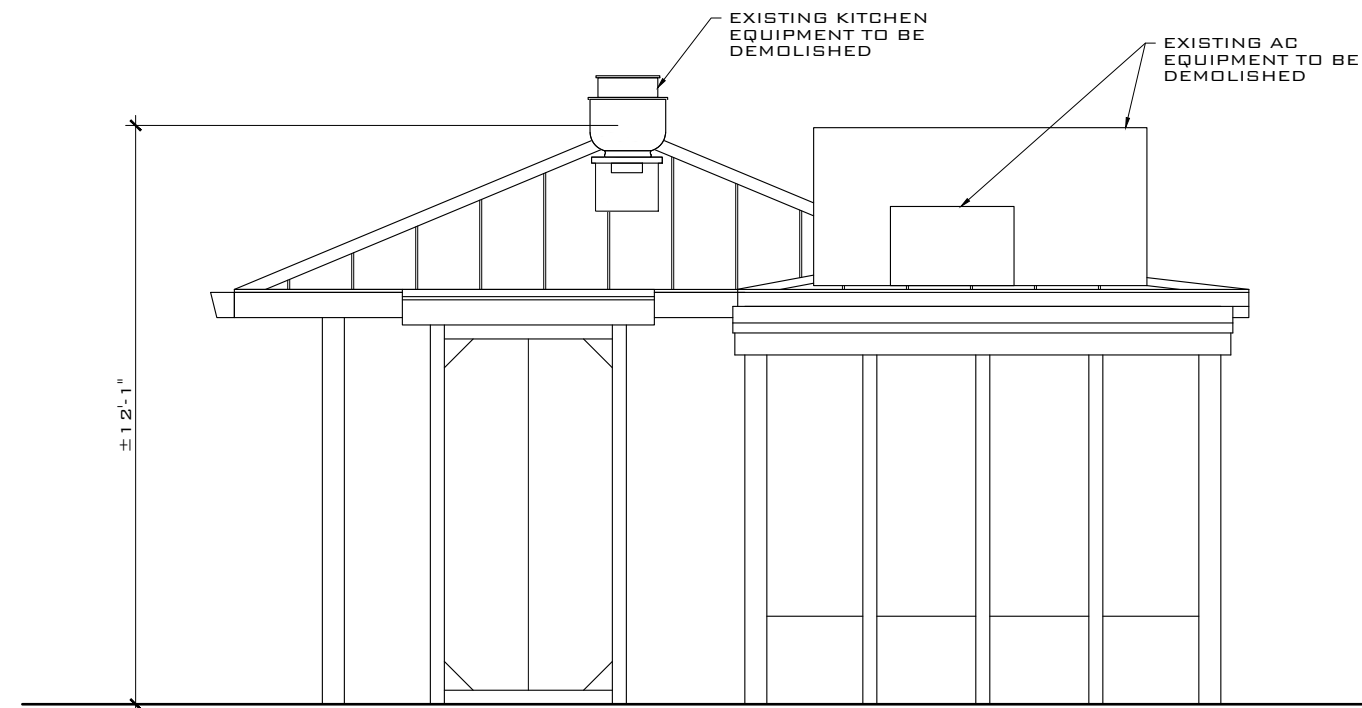 EXISTING KITCHEN
EQUIPMENT TO BE
DEMOLISHED
EXISTING AC
EQUIPMENT TO BE
DEMOLISHED
±12'-1"